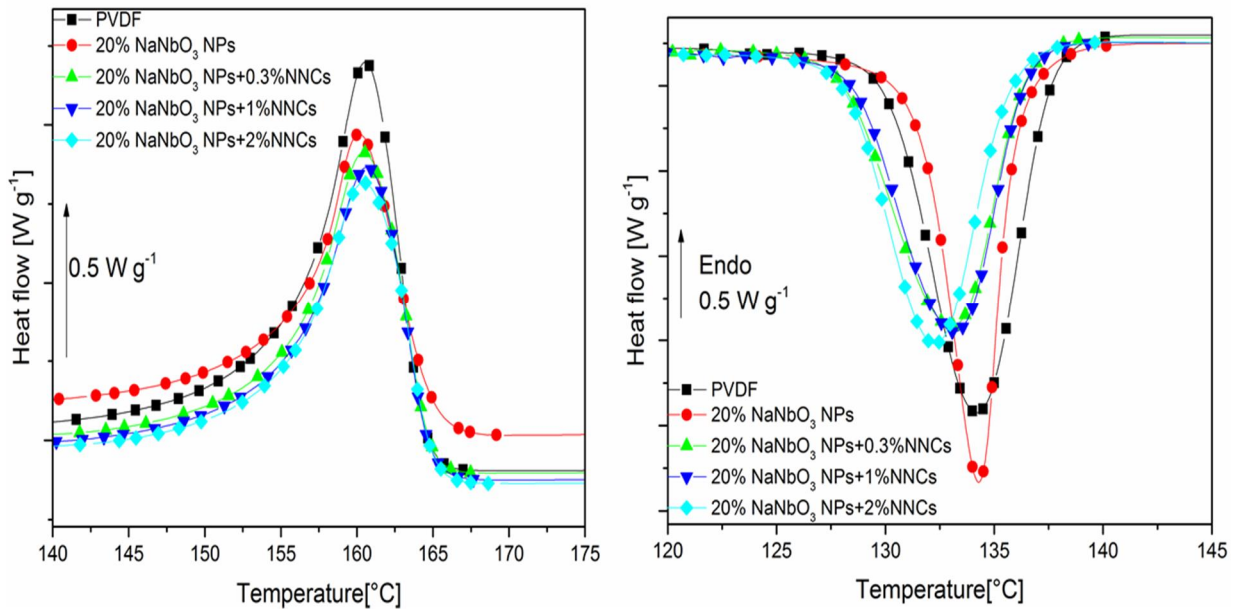 PVDF
20% NaNbO₃ NPs
20% NaNbO₃ NPs+0.3%NNCs
20% NaNbO₃ NPs+1%NNCs
20% NaNbO₃ NPs+2%NNCs
Heat flow [W g⁻¹]
0.5 W g⁻¹
140 145 150 155 160 165 170 175
Temperature[°C]
Heat flow [W g⁻¹]
Endo
0.5 W g⁻¹
PVDF
20% NaNbO₃ NPs
20% NaNbO₃ NPs+0.3%NNCs
20% NaNbO₃ NPs+1%NNCs
20% NaNbO₃ NPs+2%NNCs
120 125 130 135 140 145
Temperature[°C]